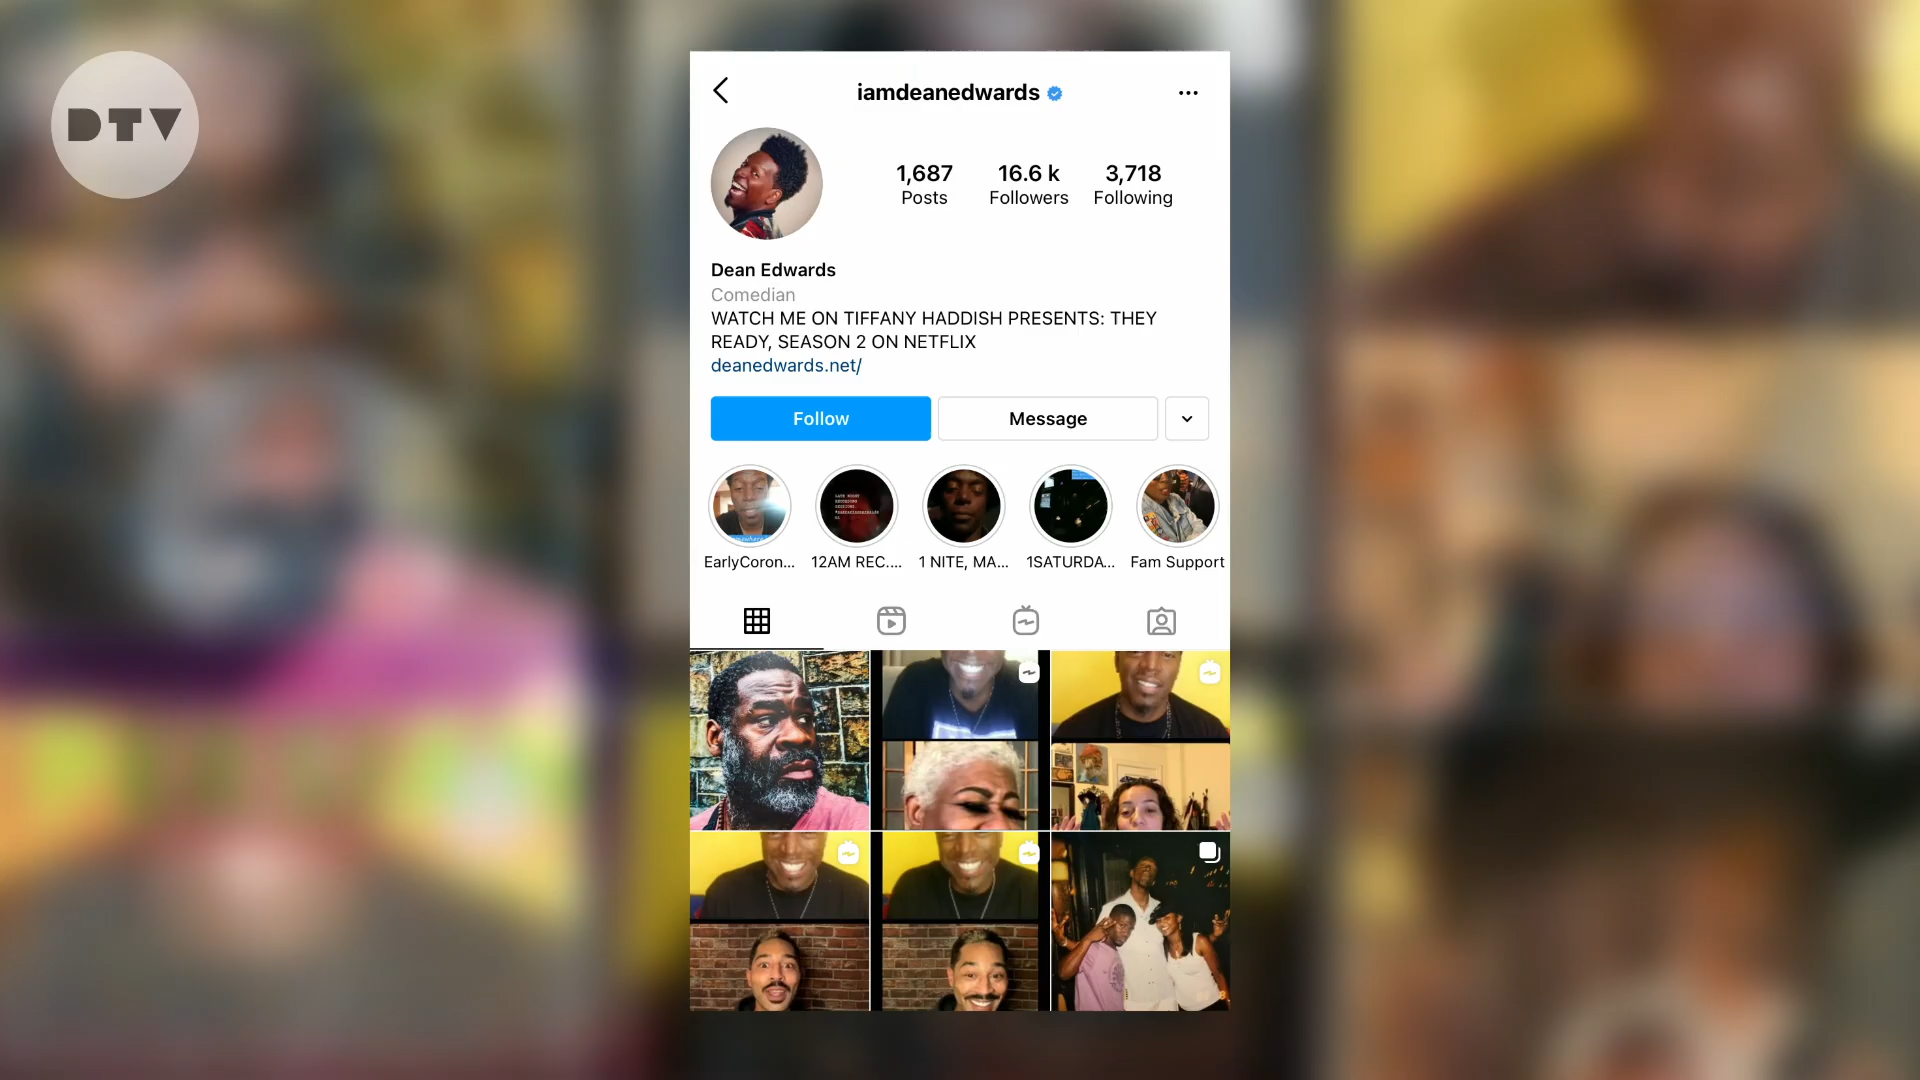 DTV
iamdeanedwards
1,687
Posts
16.6 k
Followers
3,718
Following
Dean Edwards
Comedian
WATCH ME ON TIFFANY HADDISH PRESENTS: THEY
READY, SEASON 2 ON NETFLIX
deanedwards.net/
Follow
Message
EarlyCoron...
12AM REC....
1 NITE, MA...
1SATURDA...
Fam Support